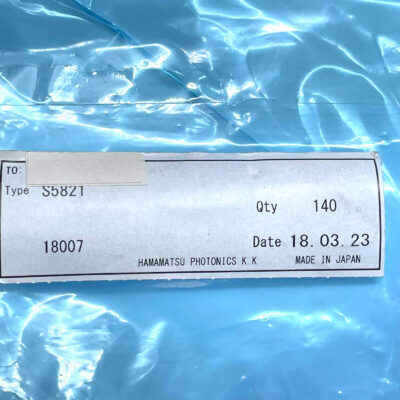 TO:
Type S5821
Qty 140
18007 Date 18.03.23
HAMAMATSU PHOTONICS K.K MADE IN JAPAN